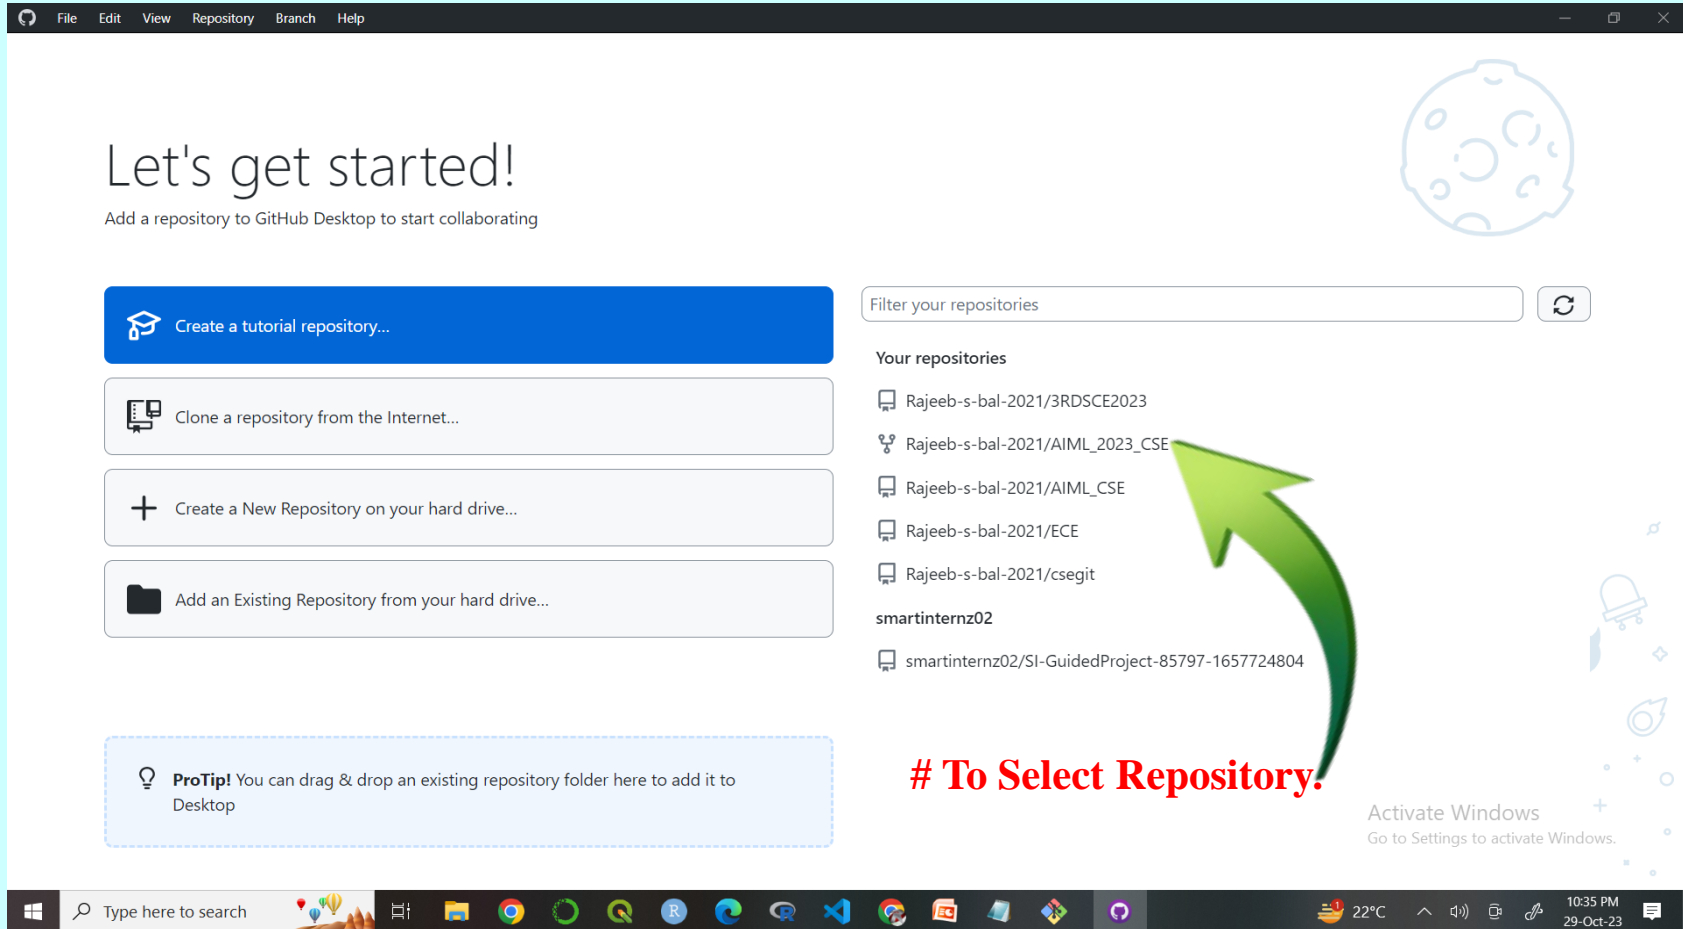 File Edit View Repository Branch Help
Let's get started!
Add a repository to GitHub Desktop to start collaborating
Create a tutorial repository...
Clone a repository from the Internet...
Create a New Repository on your hard drive...
Add an Existing Repository from your hard drive...
ProTip! You can drag & drop an existing repository folder here to add it to
Desktop
Filter your repositories
Your repositories
Rajeeb-s-bal-2021/3RDSCE2023
Rajeeb-s-bal-2021/AIML_2023_CSE
Rajeeb-s-bal-2021/AIML_CSE
Rajeeb-s-bal-2021/ECE
Rajeeb-s-bal-2021/csegit
smartinternz02
smartinternz02/SI-GuidedProject-85797-1657724804
# To Select Repository.
Activate Windows
Go to Settings to activate Windows.
Type here to search
R
R
1
22°C
10:35 PM
29-Oct-23